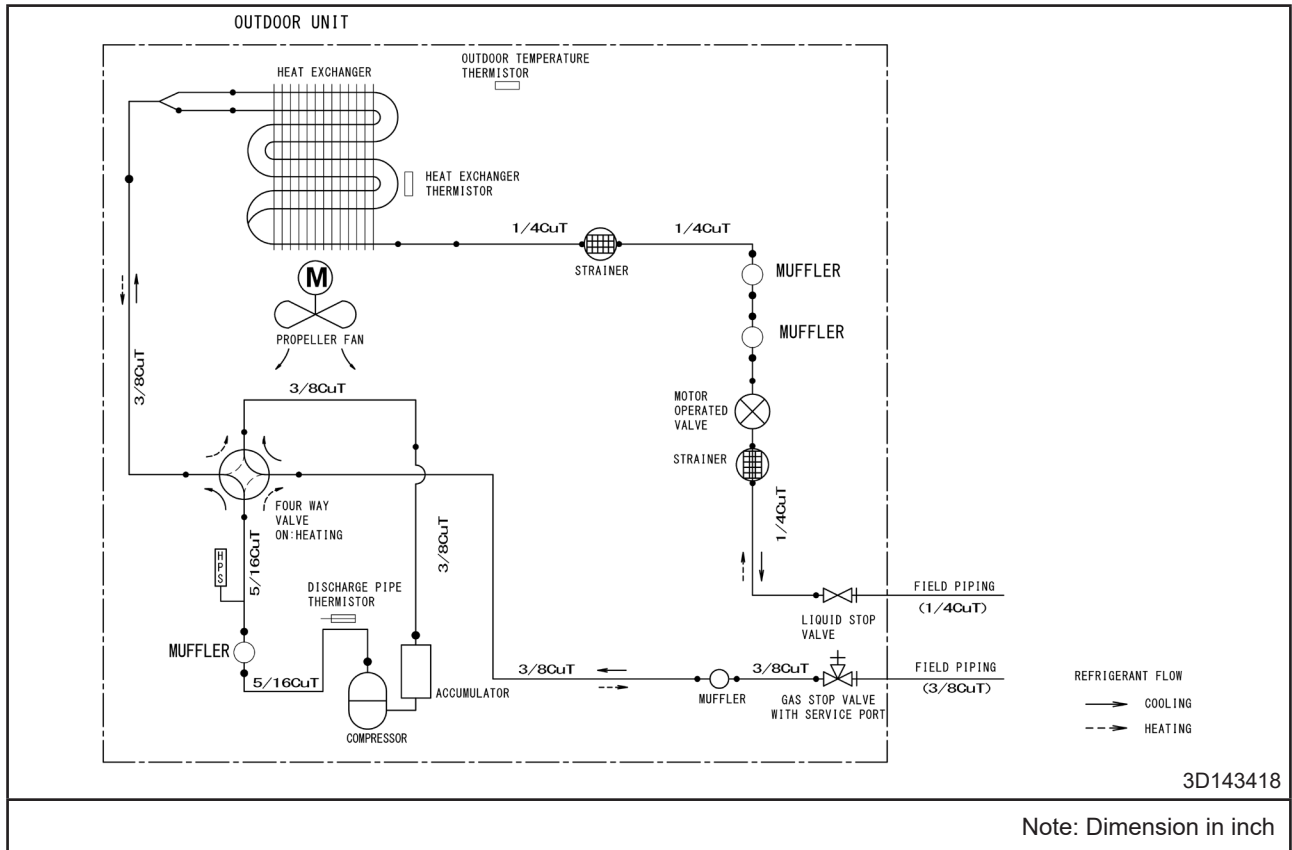 OUTDOOR UNIT
OUTDOOR TEMPERATURE
THERMISTOR
HEAT EXCHANGER
HEAT EXCHANGER
THERMISTOR
1/4CuT
1/4CuT
STRAINER
MUFFLER
MUFFLER
M
PROPELLER FAN
3/8CuT
3/8CuT
MOTOR
OPERATED
VALVE
STRAINER
FOUR WAY
VALVE
ON:HEATING
1/4CuT
3/8CuT
5/16CuT
HPS
DISCHARGE PIPE
THERMISTOR
FIELD PIPING
(1/4CuT)
LIQUID STOP
VALVE
MUFFLER
5/16CuT
ACCUMULATOR
COMPRESSOR
3/8CuT
3/8CuT
MUFFLER
GAS STOP VALVE
WITH SERVICE PORT
FIELD PIPING
(3/8CuT)
REFRIGERANT FLOW
COOLING
HEATING
3D143418
Note: Dimension in inch